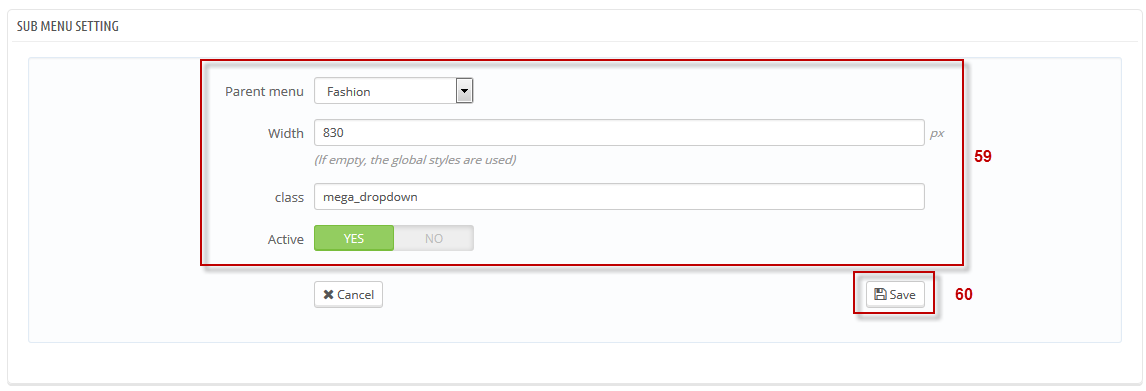 SUB MENU SETTING
Parent menu Fashion
Width 830 px
(If empty, the global styles are used)
59
class mega_dropdown
Active YES NO
Cancel Save 60